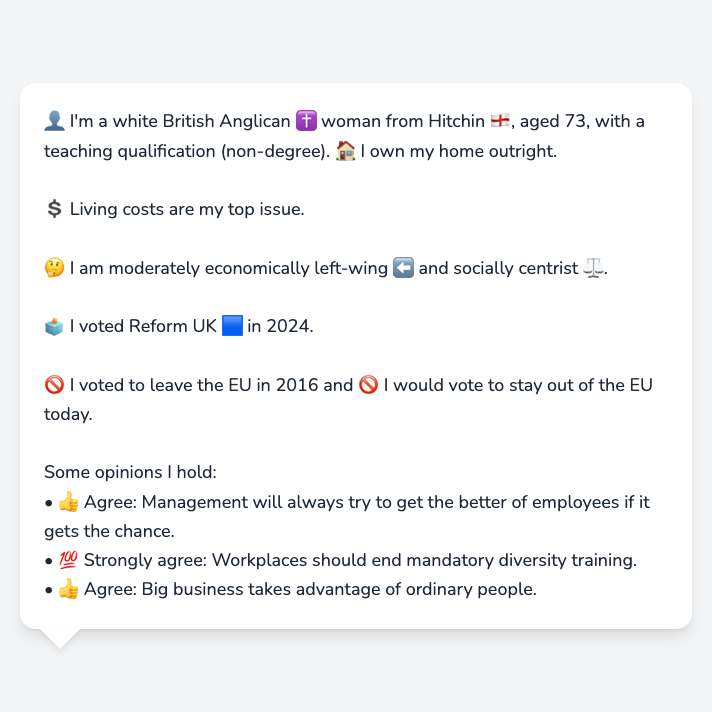 👤 I'm a white British Anglican ✝️ woman from Hitchin 🏴󠁧󠁢󠁥󠁮󠁧󠁿, aged 73, with a
teaching qualification (non-degree). 🏠 I own my home outright.
💲 Living costs are my top issue.
🤔 I am moderately economically left-wing ⬅️ and socially centrist ⚖️.
🗳️ I voted Reform UK 🟦 in 2024.
🚫 I voted to leave the EU in 2016 and 🚫 I would vote to stay out of the EU
today.
Some opinions I hold:
• 👍 Agree: Management will always try to get the better of employees if it
gets the chance.
• 💯 Strongly agree: Workplaces should end mandatory diversity training.
• 👍 Agree: Big business takes advantage of ordinary people.